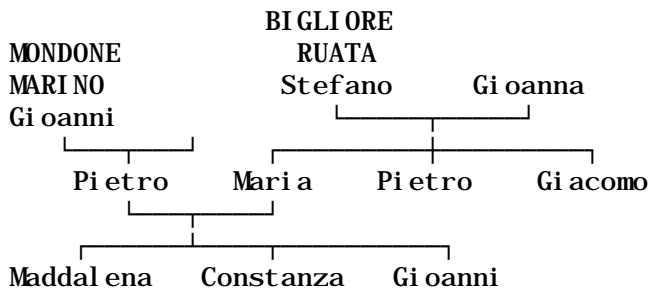 BIGLIORE
MONDONE RUATA
MARINO Stefano Gioanna
Gioanni
Pietro Maria Pietro Giacomo
Maddalena Constanza Gioanni